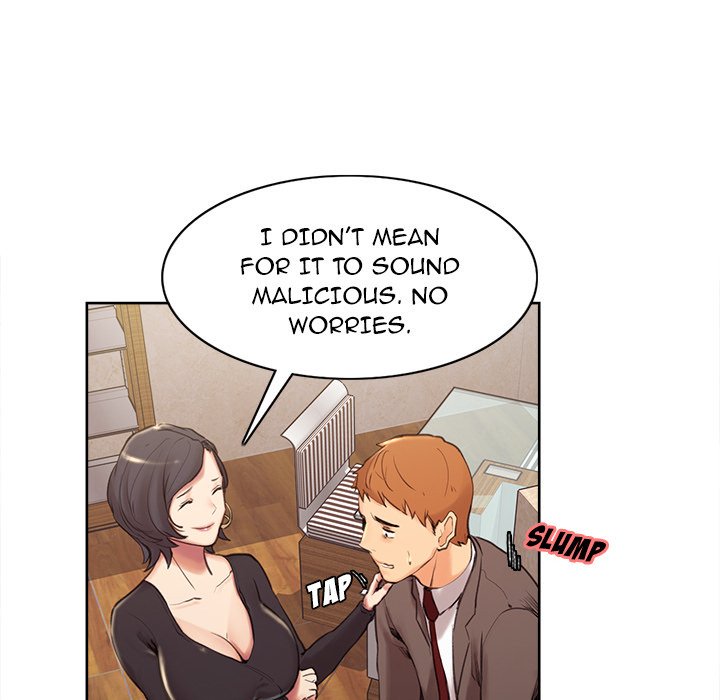 I DIDN'T MEAN
FOR IT TO SOUND
MALICIOUS. NO
WORRIES.
SLUMP
TAP